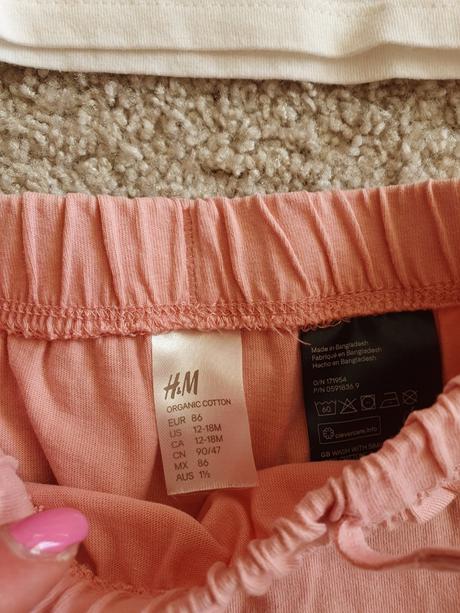 H&M
ORGANIC COTTON
EUR 86
US 12-18M
CA 12-18M
CN 90/47
MX 86
AUS 1½
Made in Bangladesh
Fabriqué en Bangladesh
Hecho en Bangladesh
O/N 171954
P/N 0591836.9
60
clevercare.info
GB WASH WITH